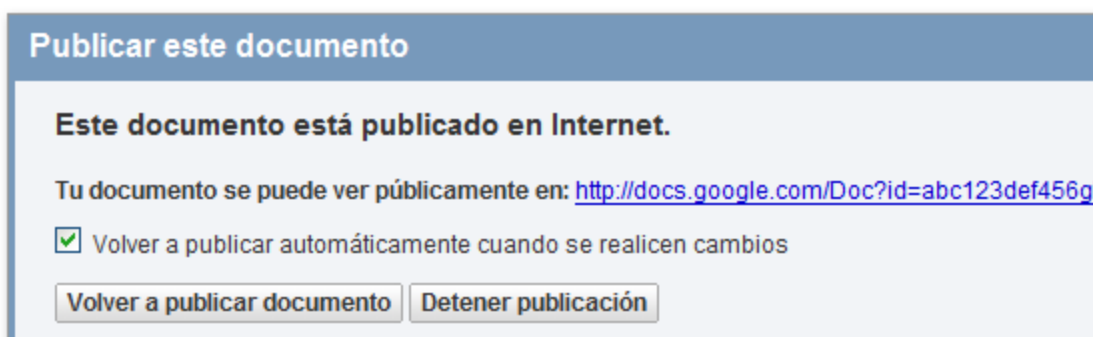 Publicar este documento
Este documento está publicado en Internet.
Tu documento se puede ver públicamente en: http://docs.google.com/Doc?id=abc123def456g
Volver a publicar automáticamente cuando se realicen cambios
Volver a publicar documento Detener publicación